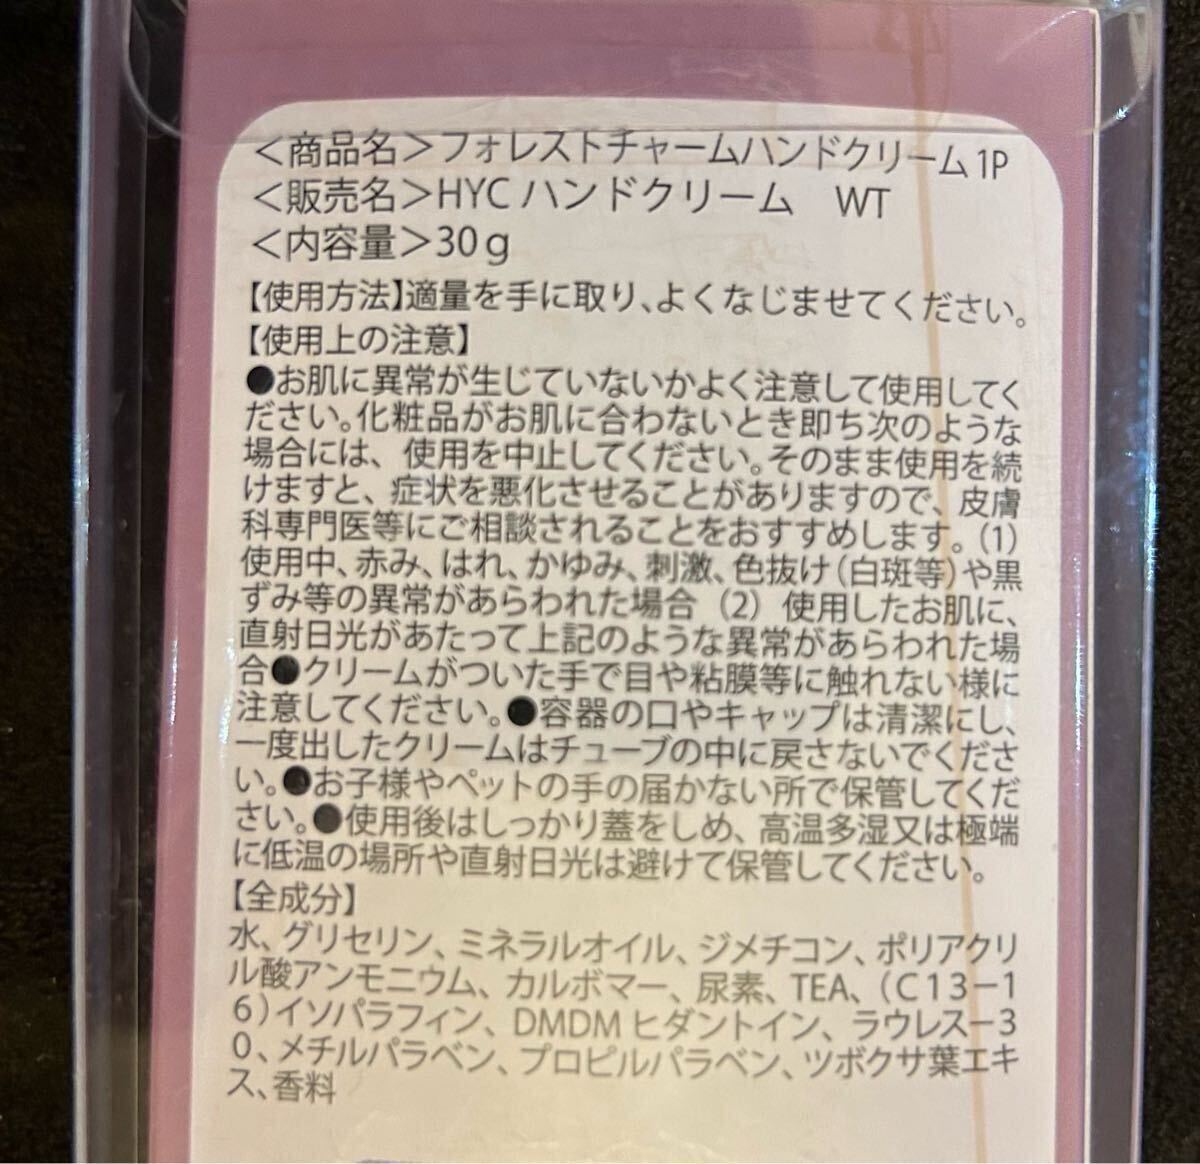 ＜商品名＞フォレストチャームハンドクリーム1P
＜販売名＞HYCハンドクリーム　WT
＜内容量＞30g
【使用方法】適量を手に取り、よくなじませてください。
【使用上の注意】
●お肌に異常が生じていないかよく注意して使用してく
ださい。化粧品がお肌に合わないとき即ち次のような
場合には、使用を中止してください。そのまま使用を続
けますと、症状を悪化させることがありますので、皮膚
科専門医等にご相談されることをおすすめします。（1）
使用中、赤み、はれ、かゆみ、刺激、色抜け（白斑等）や黒
ずみ等の異常があらわれた場合（2）使用したお肌に、
直射日光があたって上記のような異常があらわれた場
合●クリームがついた手で目や粘膜等に触れない様に
注意してください。●容器の口やキャップは清潔にし、
一度出したクリームはチューブの中に戻さないでくださ
い。●お子様やペットの手の届かない所で保管してくだ
さい。●使用後はしっかり蓋をしめ、高温多湿又は極端
に低温の場所や直射日光は避けて保管してください。
【全成分】
水、グリセリン、ミネラルオイル、ジメチコン、ポリアクリ
ル酸アンモニウム、カルボマー、尿素、TEA、（C13－1
6）イソパラフィン、DMDMヒダントイン、ラウレス－3
0、メチルパラベン、プロピルパラベン、ツボクサ葉エキ
ス、香料